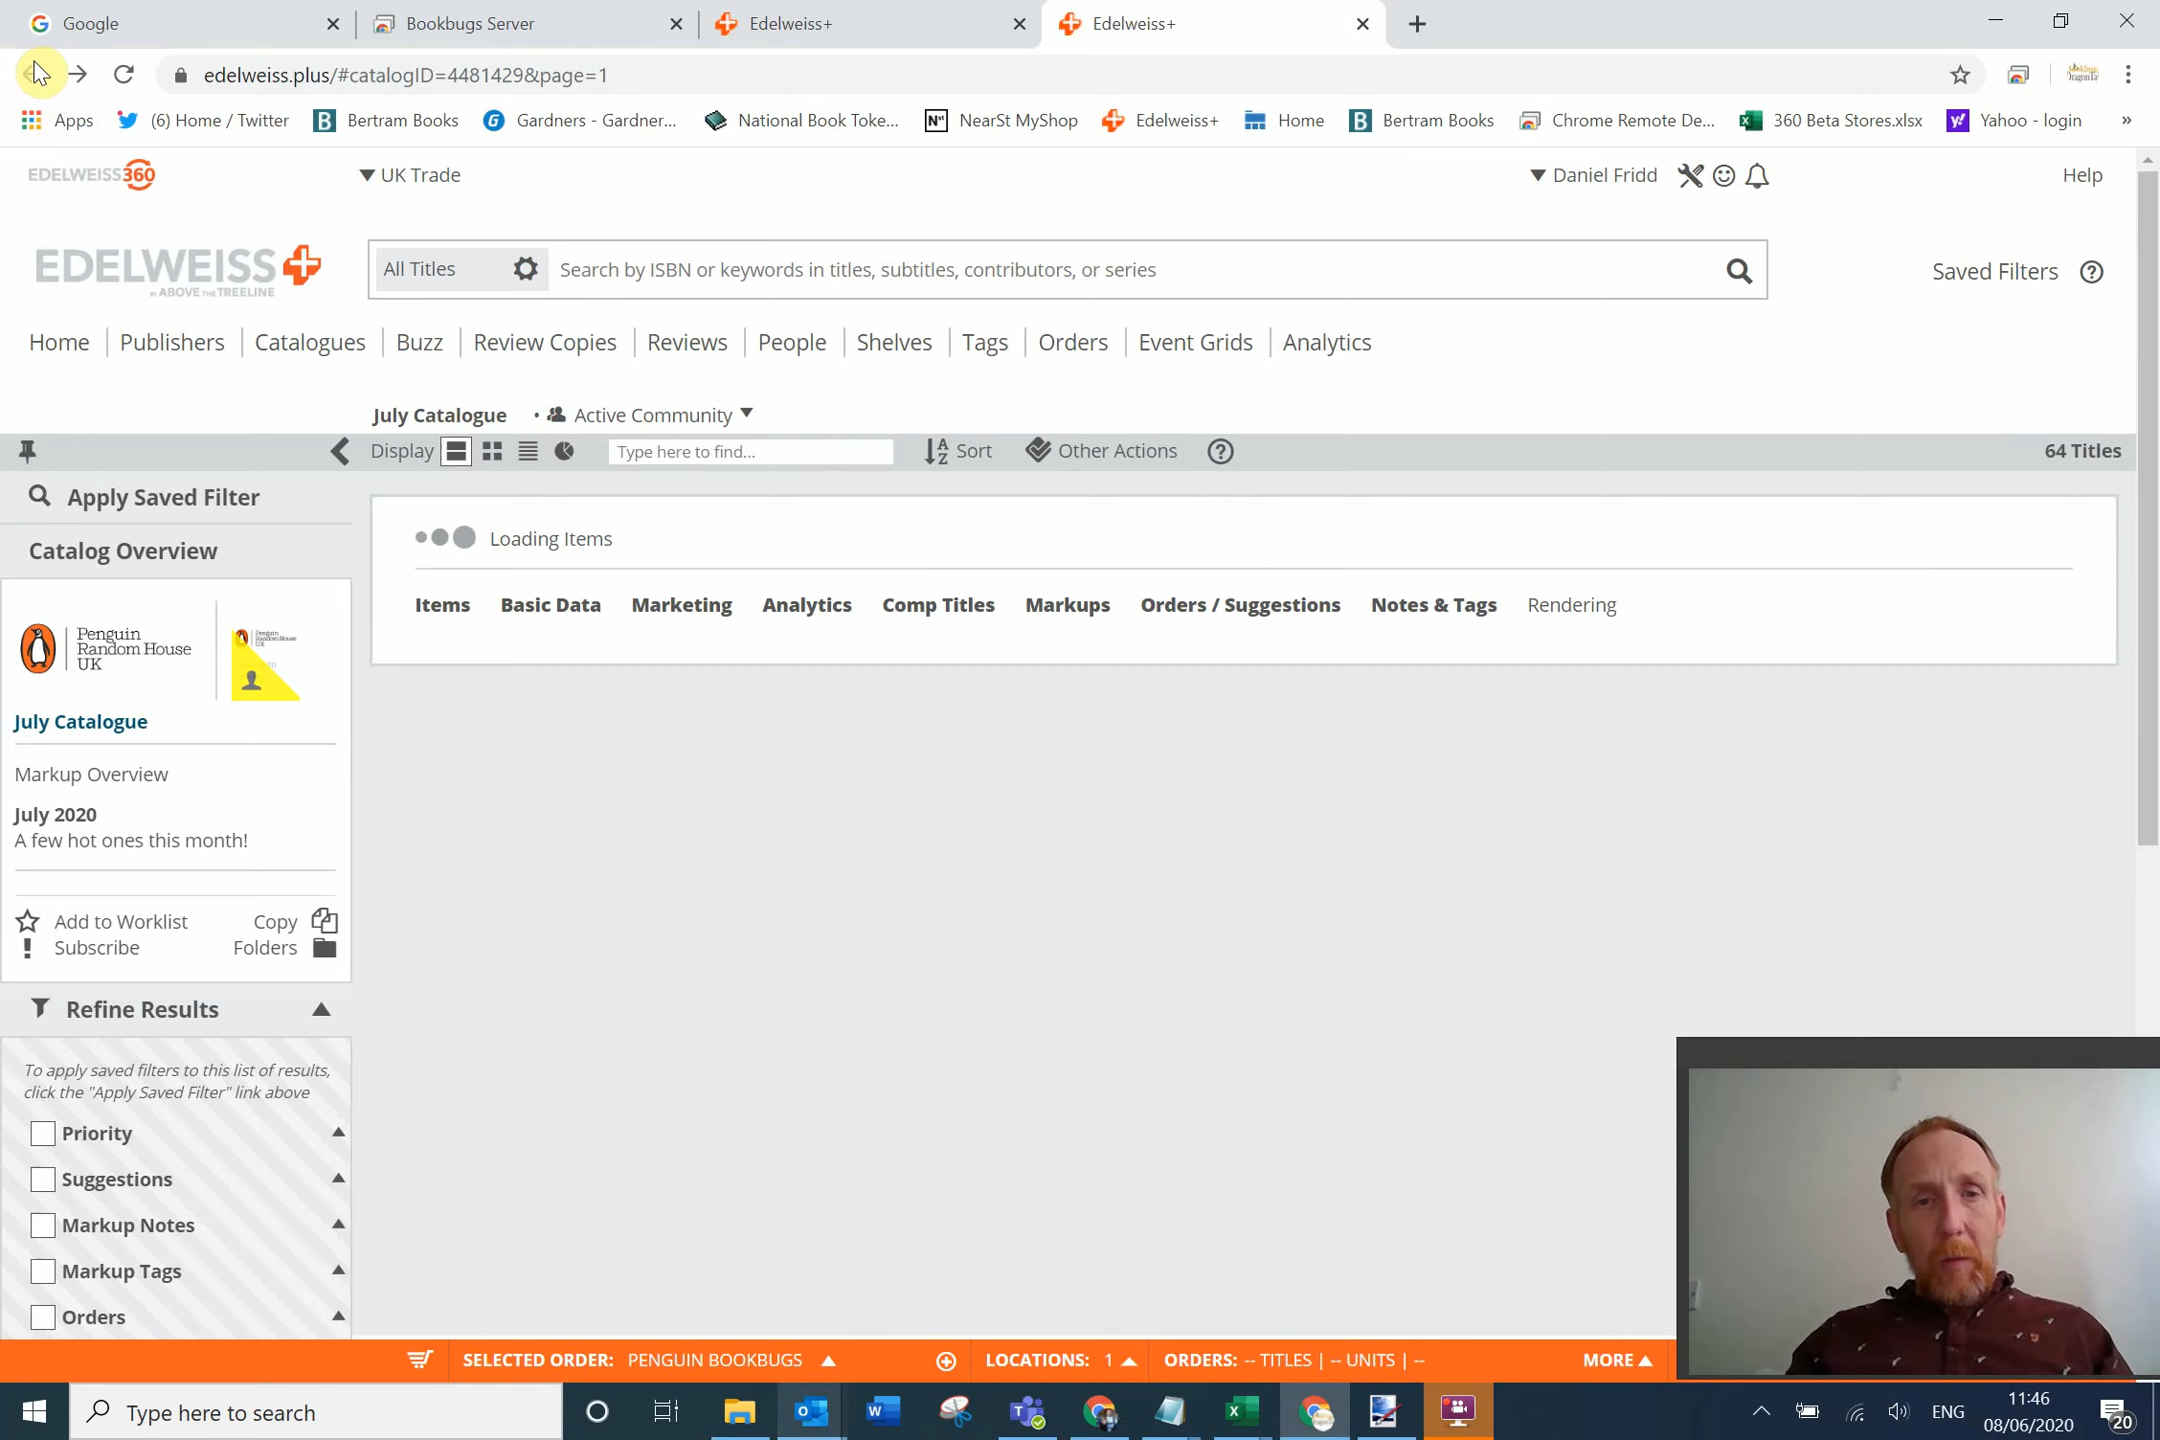 Google
Bookbugs Server
Edelweiss+
Edelweiss+
edelweiss.plus/#catalogID=4481429&page=1
Apps
(6) Home / Twitter
Bertram Books
Gardners - Gardner...
National Book Toke...
NearSt MyShop
Edelweiss+
Home
Bertram Books
Chrome Remote De...
360 Beta Stores.xlsx
Yahoo - login
»
EDELWEISS360
UK Trade
Daniel Fridd
Help
EDELWEISS
BY ABOVE THE TREELINE
All Titles
Search by ISBN or keywords in titles, subtitles, contributors, or series
Saved Filters
Home
Publishers
Catalogues
Buzz
Review Copies
Reviews
People
Shelves
Tags
Orders
Event Grids
Analytics
July Catalogue
• Active Community
Display
Type here to find...
Sort
Other Actions
64 Titles
Apply Saved Filter
Loading Items
Catalog Overview
Items
Basic Data
Marketing
Analytics
Comp Titles
Markups
Orders / Suggestions
Notes & Tags
Rendering
Penguin
Random House
UK
July Catalogue
Markup Overview
July 2020
A few hot ones this month!
Add to Worklist
Copy
Subscribe
Folders
Refine Results
To apply saved filters to this list of results,
click the "Apply Saved Filter" link above
Priority
Suggestions
Markup Notes
Markup Tags
Orders
SELECTED ORDER: PENGUIN BOOKBUGS
LOCATIONS: 1
ORDERS: -- TITLES | -- UNITS | --
MORE
Type here to search
ENG
11:46
08/06/2020
20